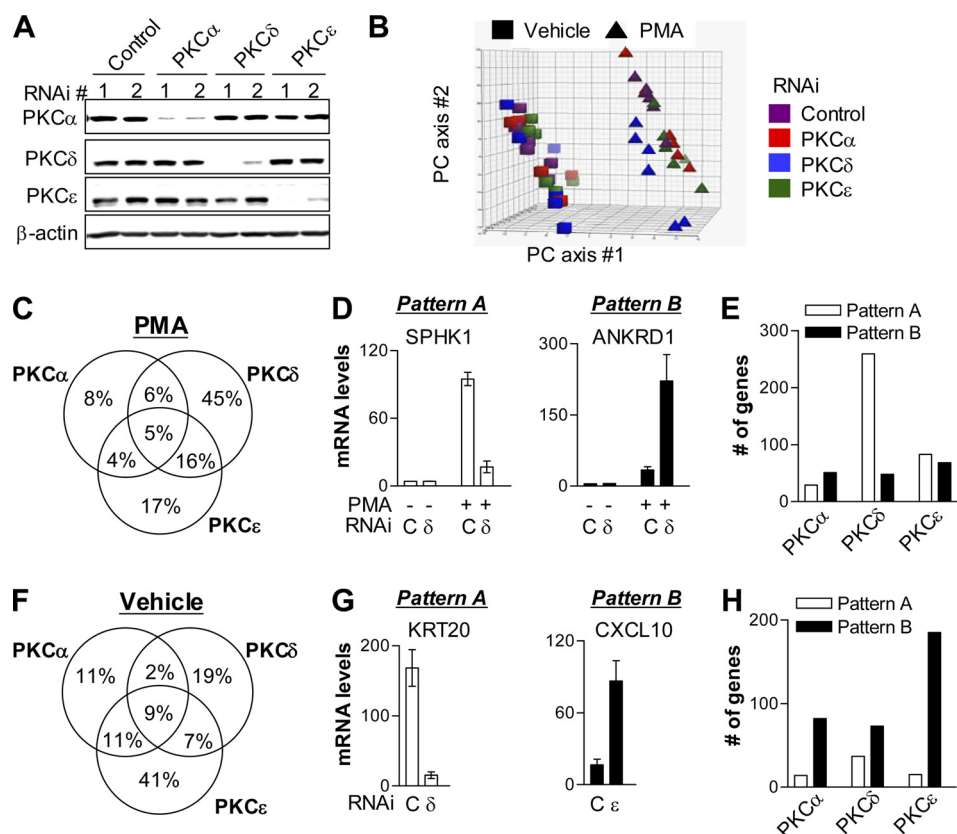 A
Control PKCα PKCδ PKCε
RNAi # 1 2 1 2 1 2 1 2
PKCα
PKCδ
PKCε
β-actin
B
Vehicle PMA
PC axis #2
PC axis #1
RNAi
Control
PKCα
PKCδ
PKCε
C
PMA
PKCα PKCδ
8% 6% 45%
5%
4% 16%
17%
PKCε
D
Pattern A Pattern B
SPHK1 ANKRD1
mRNA levels
120
60
0
300
150
0
PMA - - + + - - + +
RNAi C δ C δ C δ C δ
E
Pattern A
Pattern B
# of genes
300
200
100
0
PKCα PKCδ PKCε
F
Vehicle
PKCα PKCδ
11% 2% 19%
9%
11% 7%
41%
PKCε
G
Pattern A Pattern B
KRT20 CXCL10
mRNA levels
200
100
0
120
60
0
RNAi C δ C ε
H
Pattern A
Pattern B
# of genes
200
100
0
PKCα PKCδ PKCε